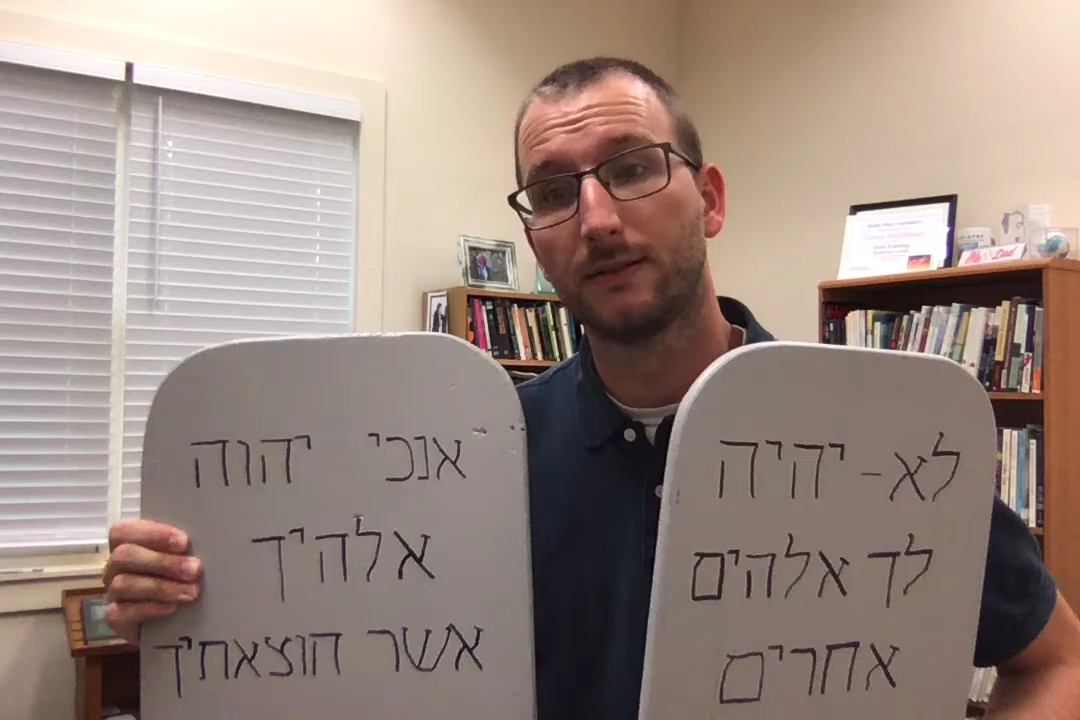 אנכי יהוה
אלהיך
אשר הוצאתיך
לא-יהיה
לך אלהים
אחרים